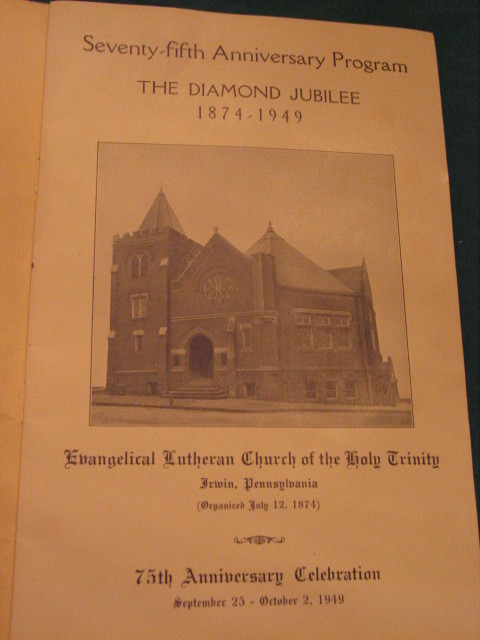 Seventy-fifth Anniversary Program
THE DIAMOND JUBILEE
1874-1949
Evangelical Lutheran Church of the Holy Trinity
Irwin, Pennsylvania
(Organized July 12, 1874)
75th Anniversary Celebration
September 25 - October 2, 1949